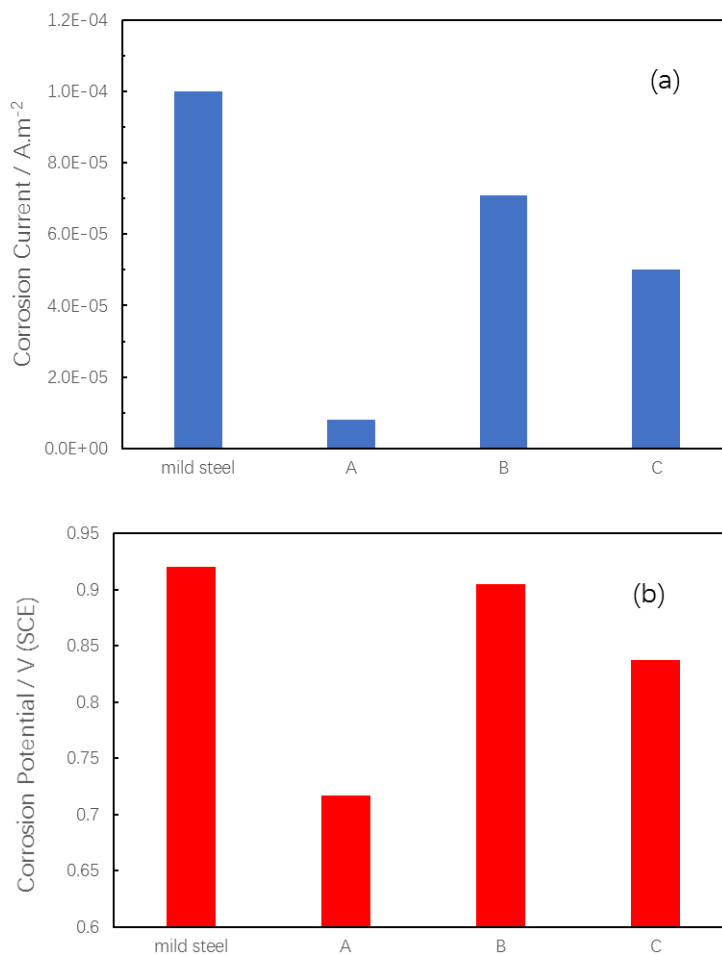 1.2E-04
1.0E-04
8.0E-05
6.0E-05
4.0E-05
2.0E-05
0.0E+00
Corrosion Current / A.m-2
(a)
mild steel A B C
0.95
0.9
0.85
0.8
0.75
0.7
0.65
0.6
Corrosion Potential / V (SCE)
(b)
mild steel A B C